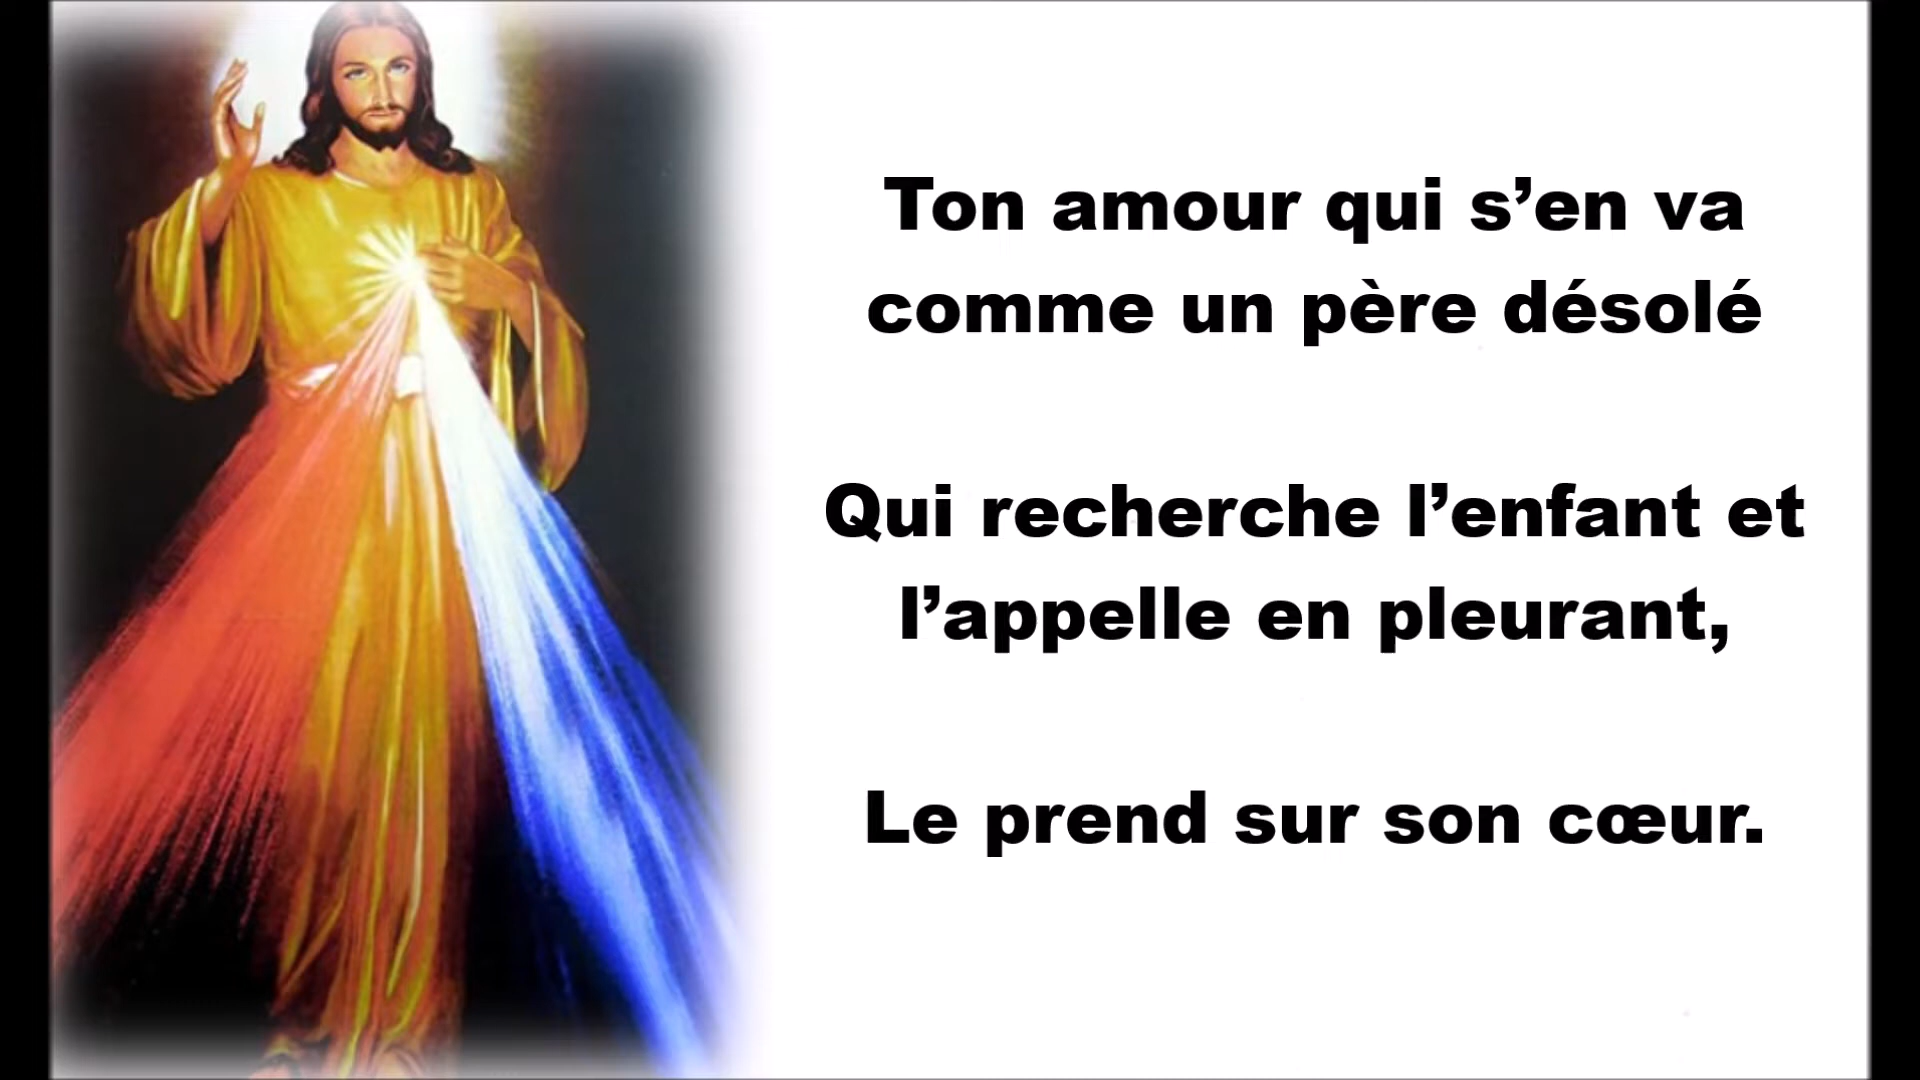 Ton amour qui s’en va
comme un père désolé
Qui recherche l’enfant et
l’appelle en pleurant,
Le prend sur son cœur.